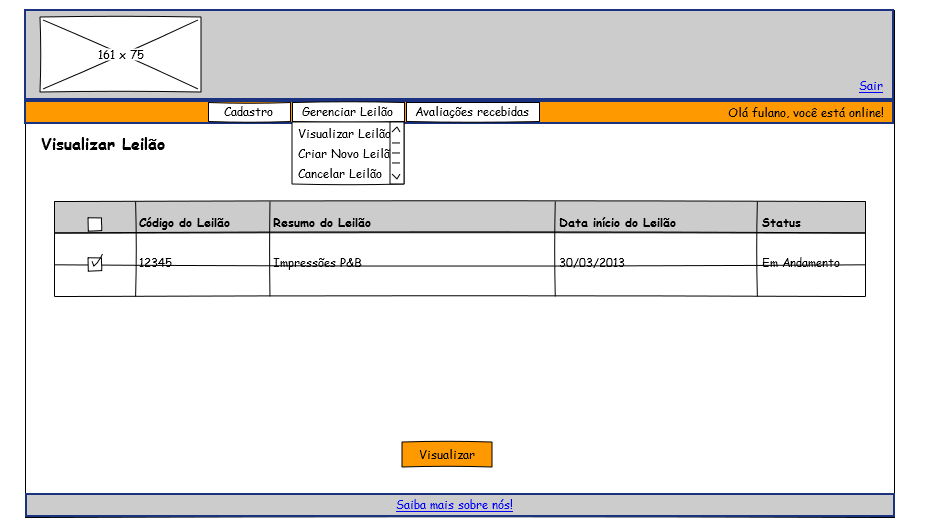 161 x 75
Sair
Cadastro Gerenciar Leilão Avaliações recebidas Olá fulano, você está online!
Visualizar Leilão
Visualizar Leilão
Criar Novo Leilã
Cancelar Leilão
Código do Leilão Resumo do Leilão Data início do Leilão Status
12345 Impressões P&B 30/03/2013 Em Andamento
Visualizar
Saiba mais sobre nós!